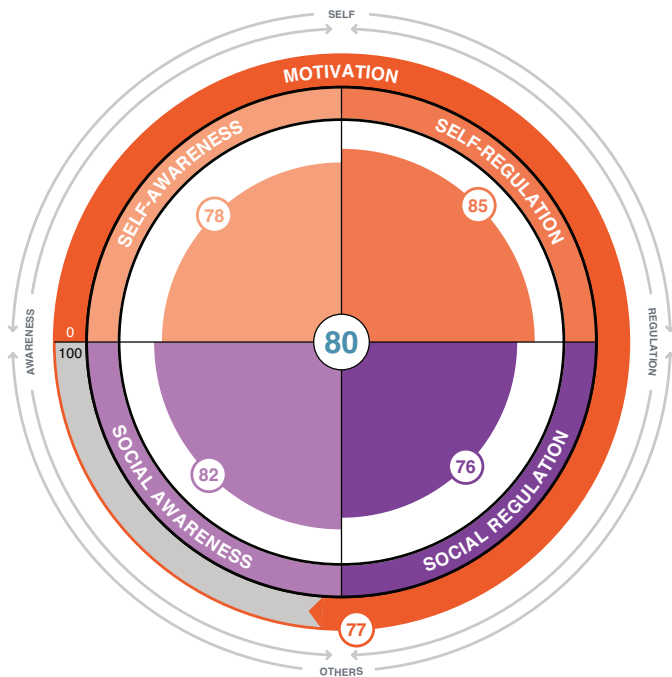 SELF
MOTIVATION
SELF-AWARENESS
SELF-REGULATION
78
85
0
80
100
AWARENESS
REGULATION
82
76
SOCIAL AWARENESS
SOCIAL REGULATION
77
OTHERS